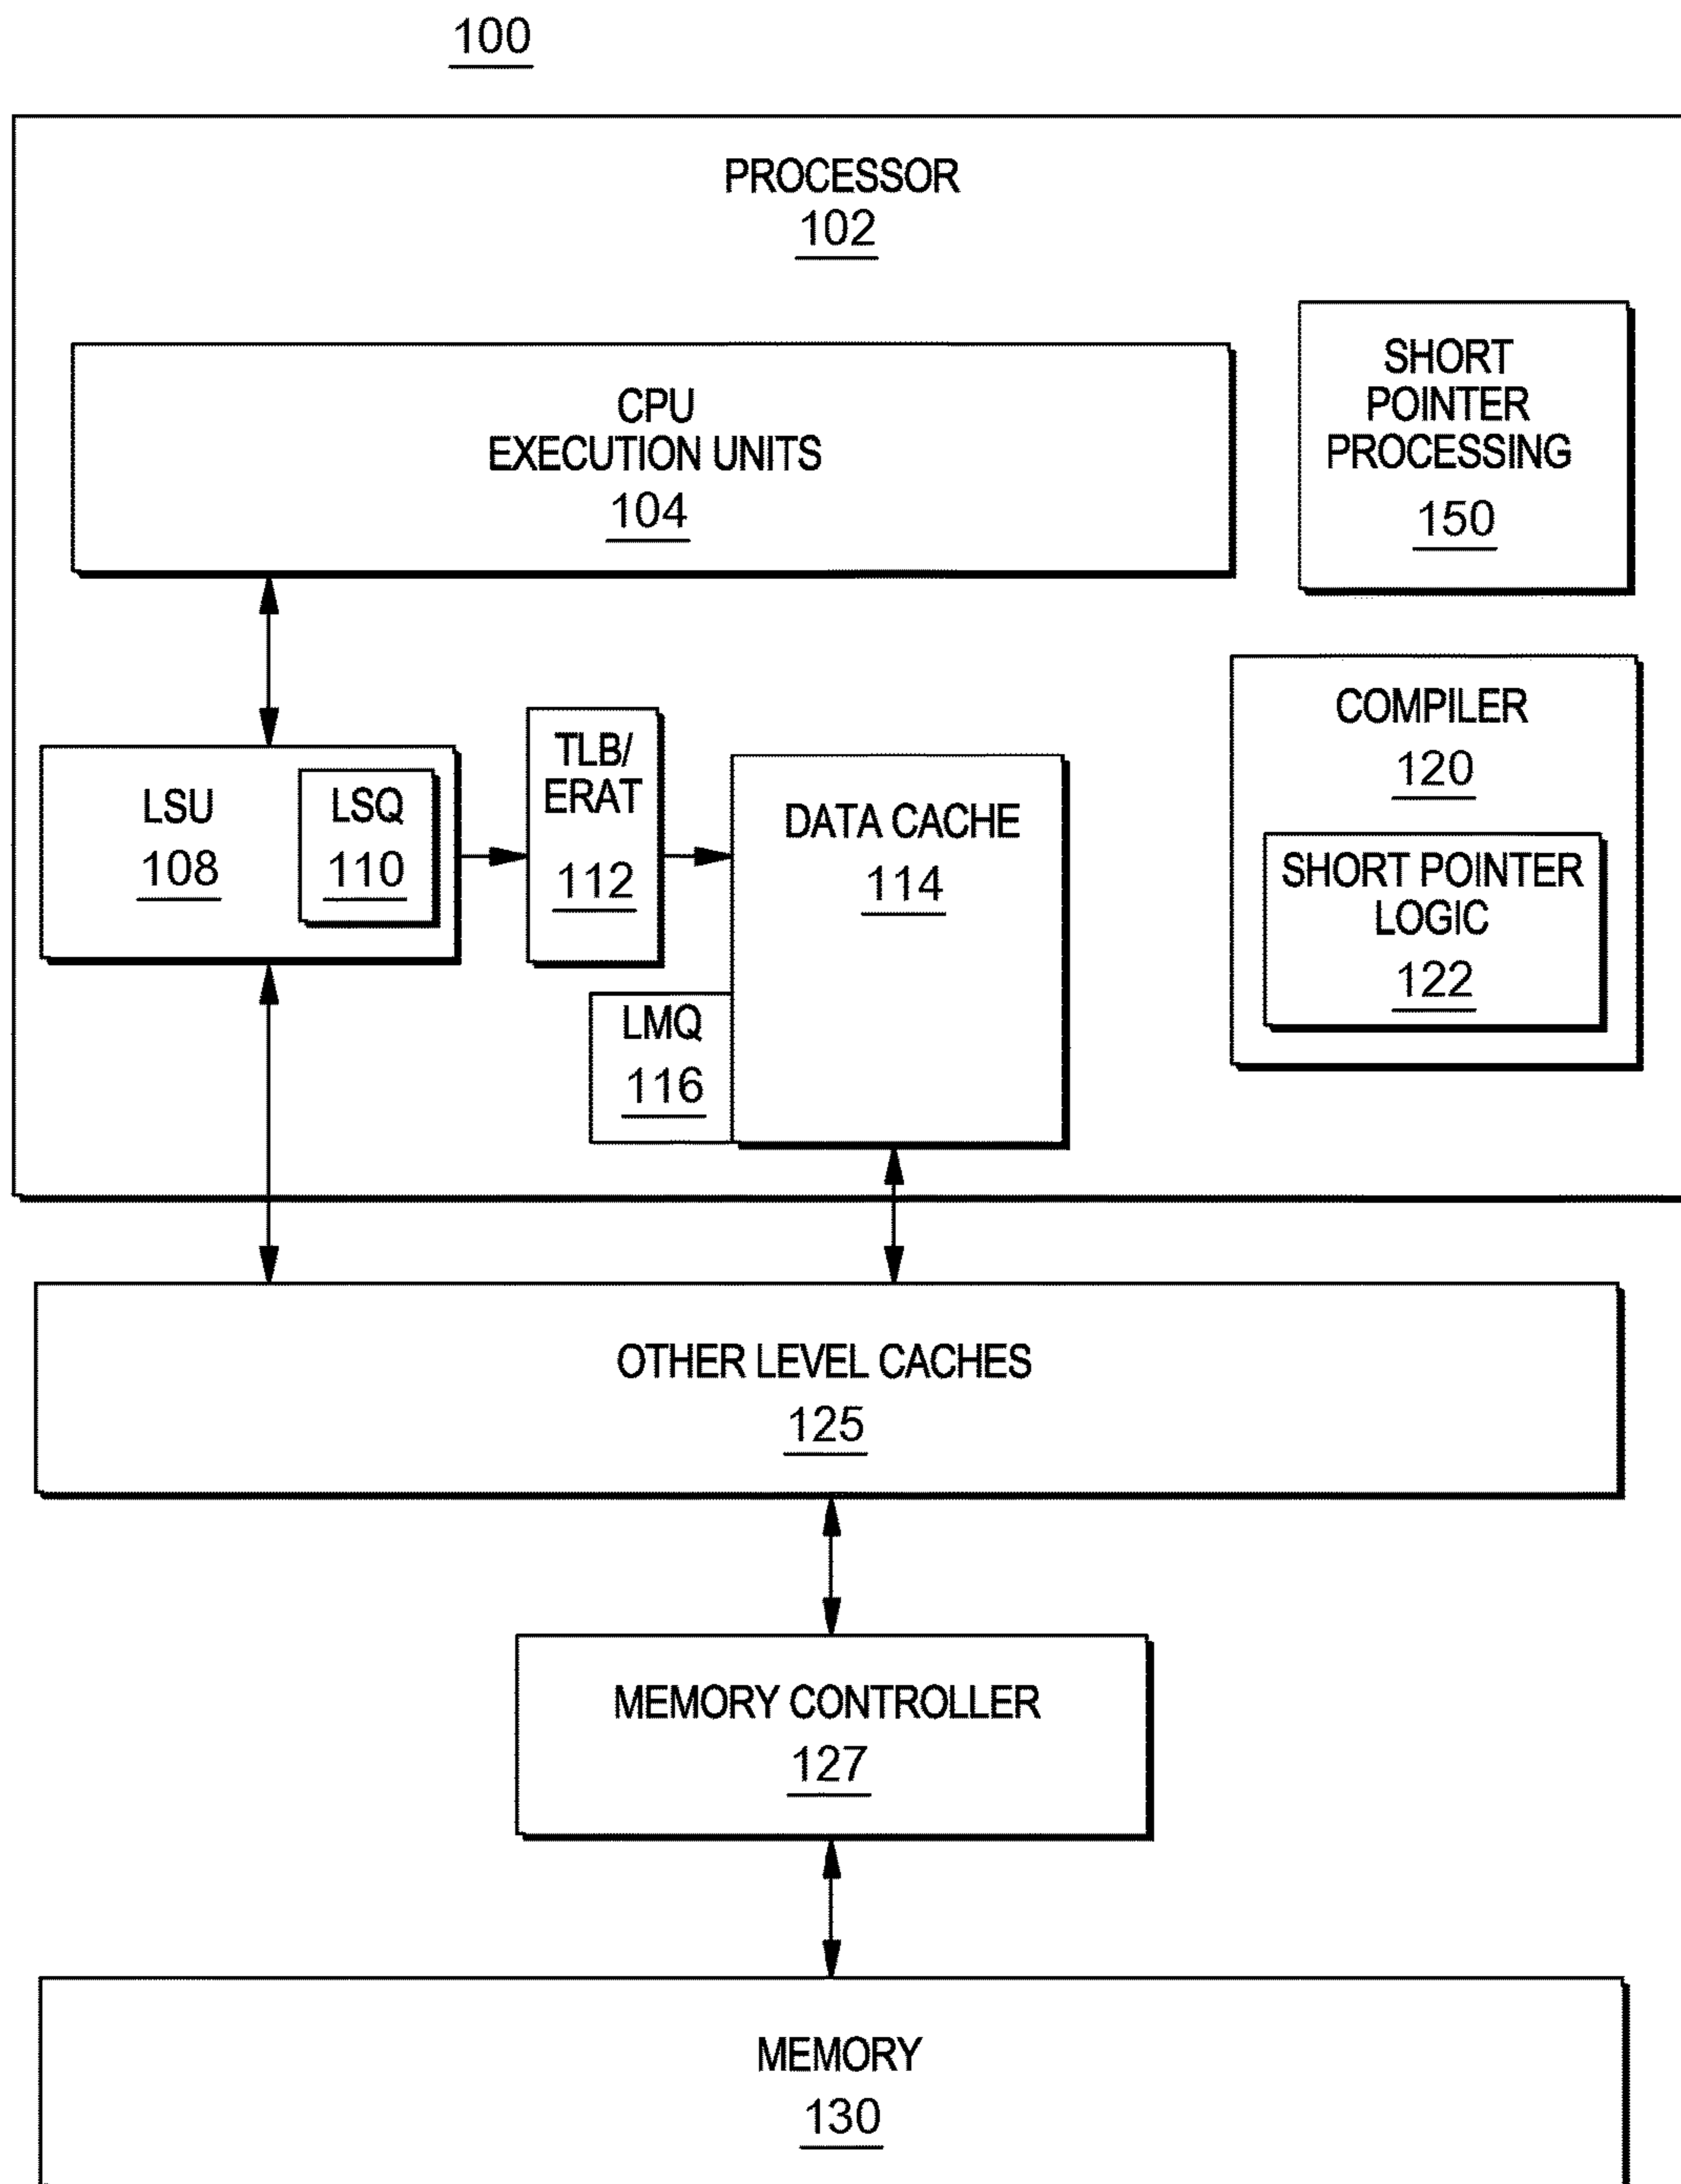 100
PROCESSOR
102
CPU
EXECUTION UNITS
104
SHORT
POINTER
PROCESSING
150
LSU
108
LSQ
110
TLB/
ERAT
112
DATA CACHE
114
LMQ
116
COMPILER
120
SHORT POINTER
LOGIC
122
OTHER LEVEL CACHES
125
MEMORY CONTROLLER
127
MEMORY
130